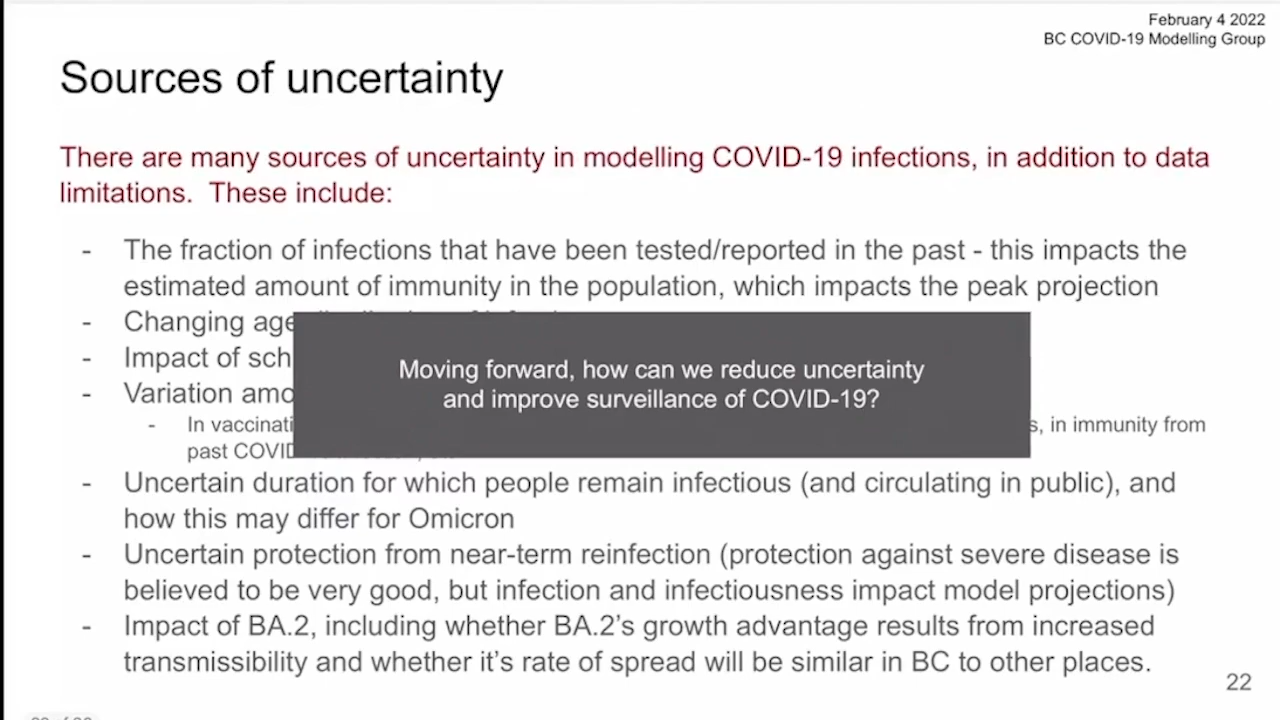 February 4 2022
BC COVID-19 Modelling Group
Sources of uncertainty
There are many sources of uncertainty in modelling COVID-19 infections, in addition to data
limitations. These include:
- The fraction of infections that have been tested/reported in the past - this impacts the
estimated amount of immunity in the population, which impacts the peak projection
- Changing age
- Impact of sch
- Variation amo
- In vaccinati s, in immunity from
past COVID
Moving forward, how can we reduce uncertainty
and improve surveillance of COVID-19?
- Uncertain duration for which people remain infectious (and circulating in public), and
how this may differ for Omicron
- Uncertain protection from near-term reinfection (protection against severe disease is
believed to be very good, but infection and infectiousness impact model projections)
- Impact of BA.2, including whether BA.2's growth advantage results from increased
transmissibility and whether it's rate of spread will be similar in BC to other places.
22